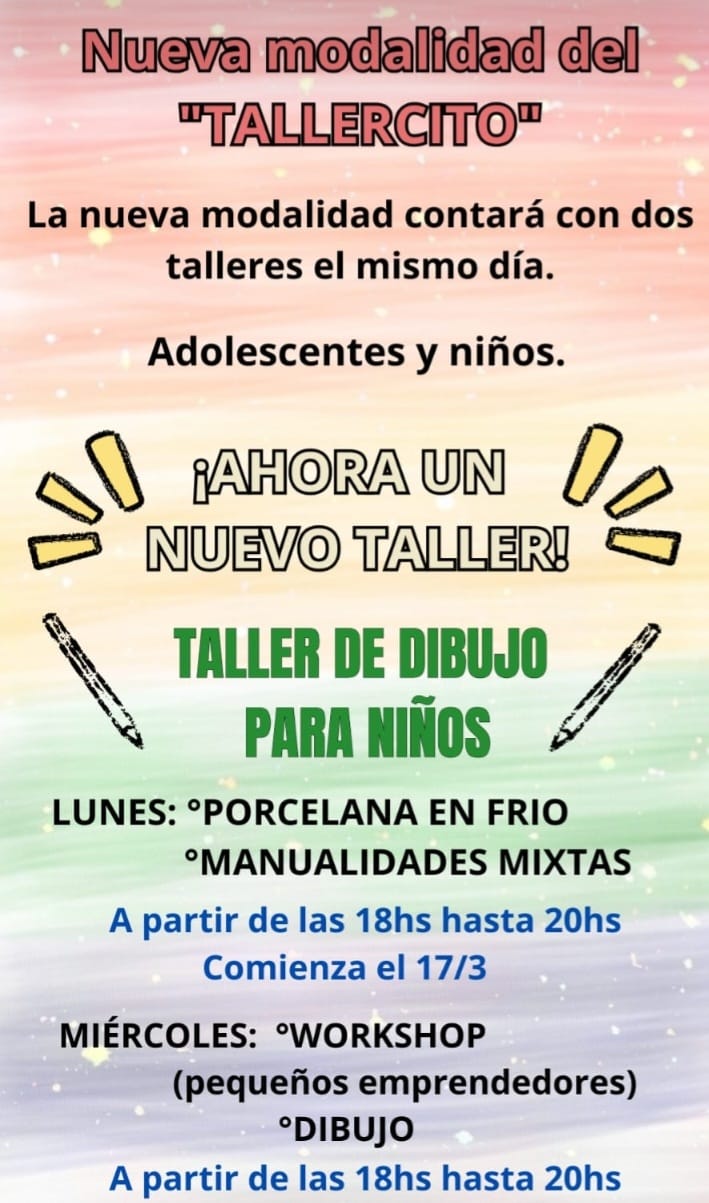 Nueva modalidad del
"TALLERCITO"
La nueva modalidad contará con dos
talleres el mismo día.
Adolescentes y niños.
¡AHORA UN
NUEVO TALLER!
TALLER DE DIBUJO
PARA NIÑOS
LUNES: °PORCELANA EN FRIO
°MANUALIDADES MIXTAS
A partir de las 18hs hasta 20hs
Comienza el 17/3
MIÉRCOLES: °WORKSHOP
(pequeños emprendedores)
°DIBUJO
A partir de las 18hs hasta 20hs